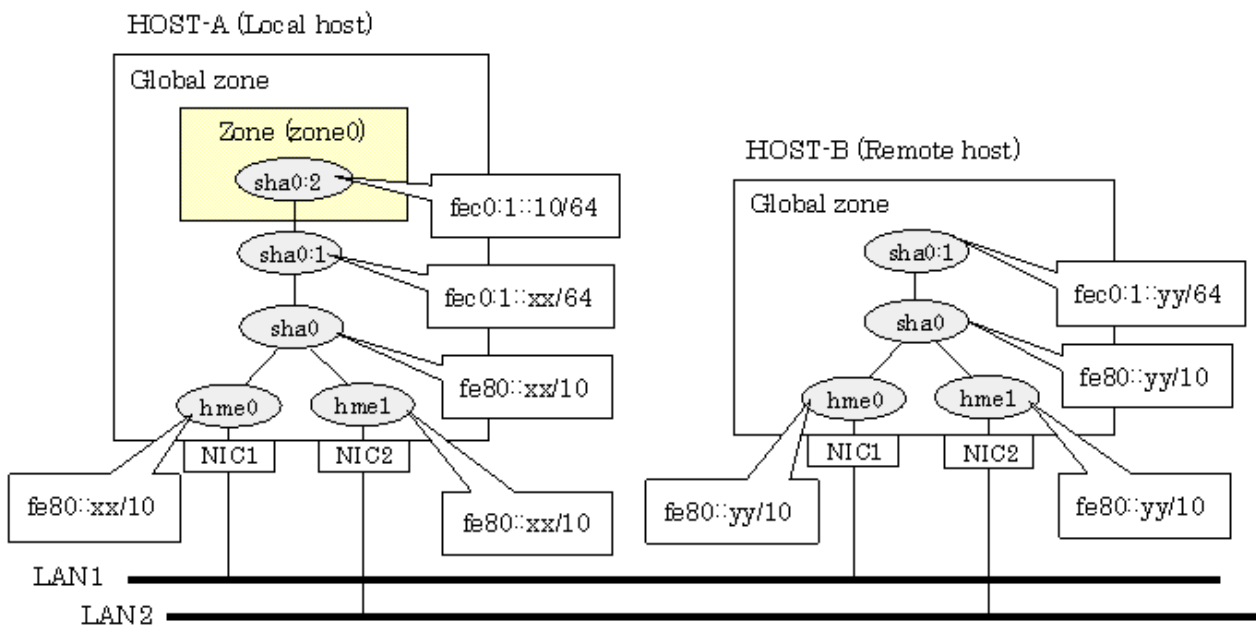 HOST-A (Local host)
Global zone
Zone (zone0)
sha0:2
fec0:1::10/64
sha0:1
fec0:1::xx/64
sha0
fe80::xx/10
hme0
hme1
NIC1
NIC2
fe80::xx/10
fe80::xx/10
HOST-B (Remote host)
Global zone
sha0:1
fec0:1::yy/64
sha0
fe80::yy/10
hme0
hme1
NIC1
NIC2
fe80::yy/10
fe80::yy/10
LAN1
LAN2